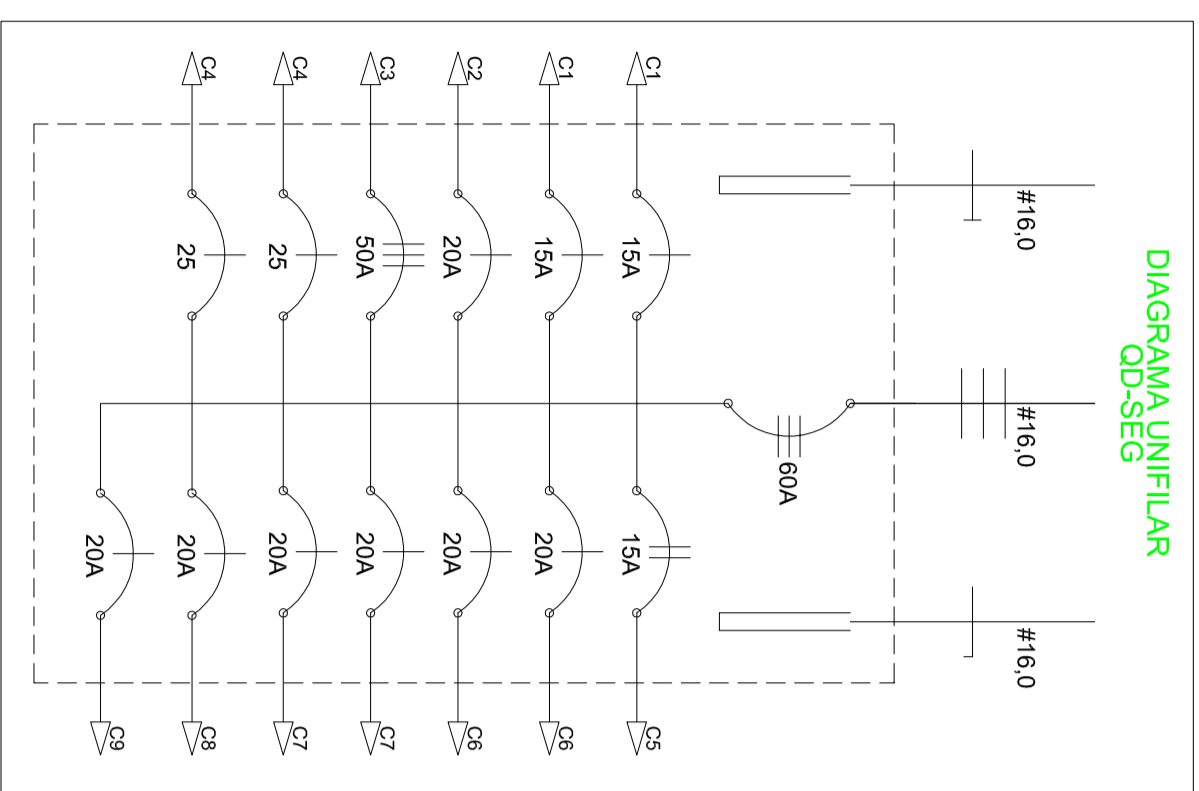 DIAGRAMA UNIFILAR
QD-SEG
#16,0
#16,0
#16,0
60A
C1
15A
15A
C5
C1
15A
20A
C6
C2
20A
20A
C6
C3
50A
20A
C7
C4
25
20A
C7
C4
25
20A
C8
20A
C9